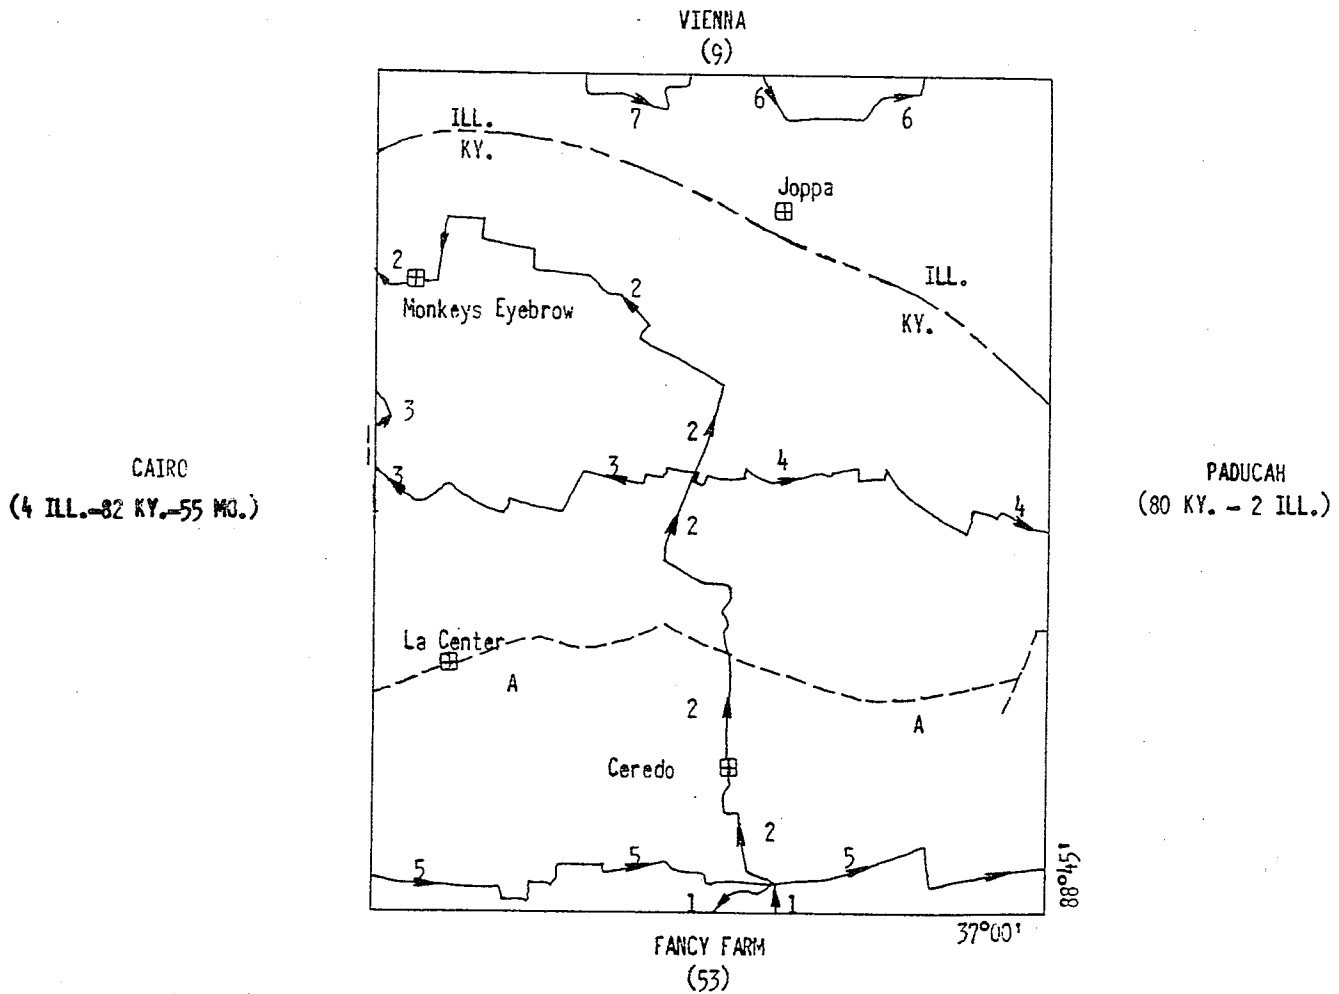 VIENNA
(9)
7
6
6
ILL.
KY.
Joppa
2
Monkeys Eyebrow
2
ILL.
KY.
3
2
CAIRO
(4 ILL.-82 KY.-55 MO.)
3
3
4
4
PADUCAH
(80 KY. - 2 ILL.)
2
La Center
A
2
A
Ceredo
2
5
5
5
88°45'
1
1
37°00'
FANCY FARM
(53)